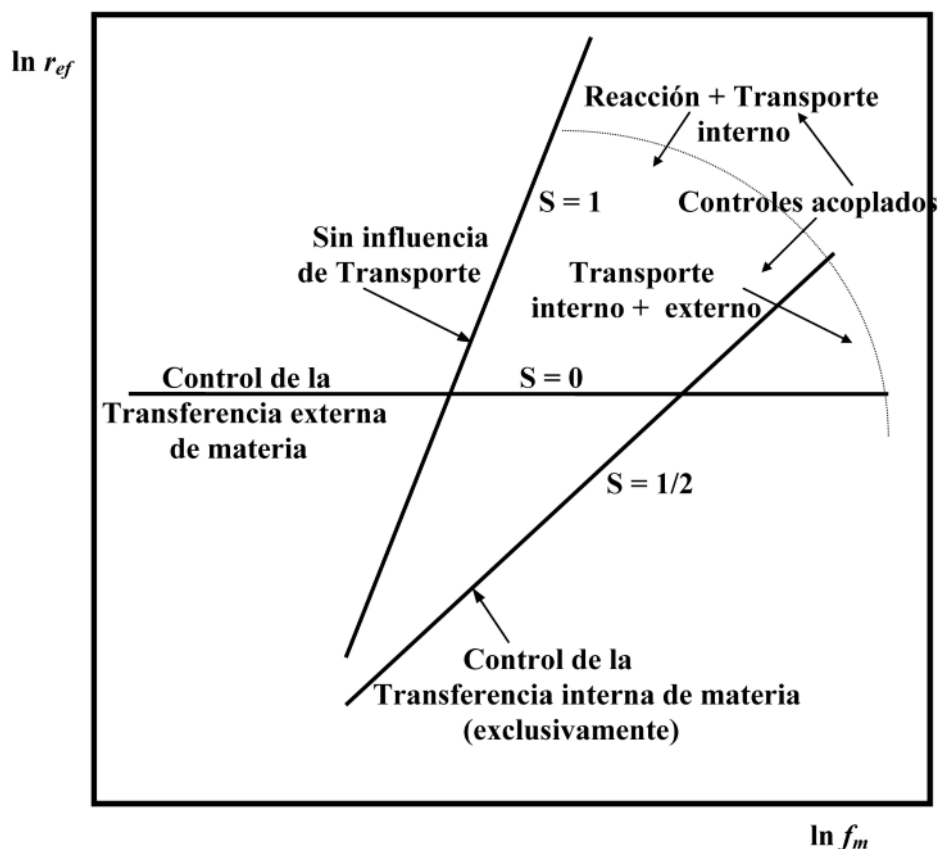 ln r_ef
Reacción + Transporte
interno
S = 1
Controles acoplados
Sin influencia
de Transporte
Transporte
interno + externo
Control de la
Transferencia externa
de materia
S = 0
S = 1/2
Control de la
Transferencia interna de materia
(exclusivamente)
ln f_m